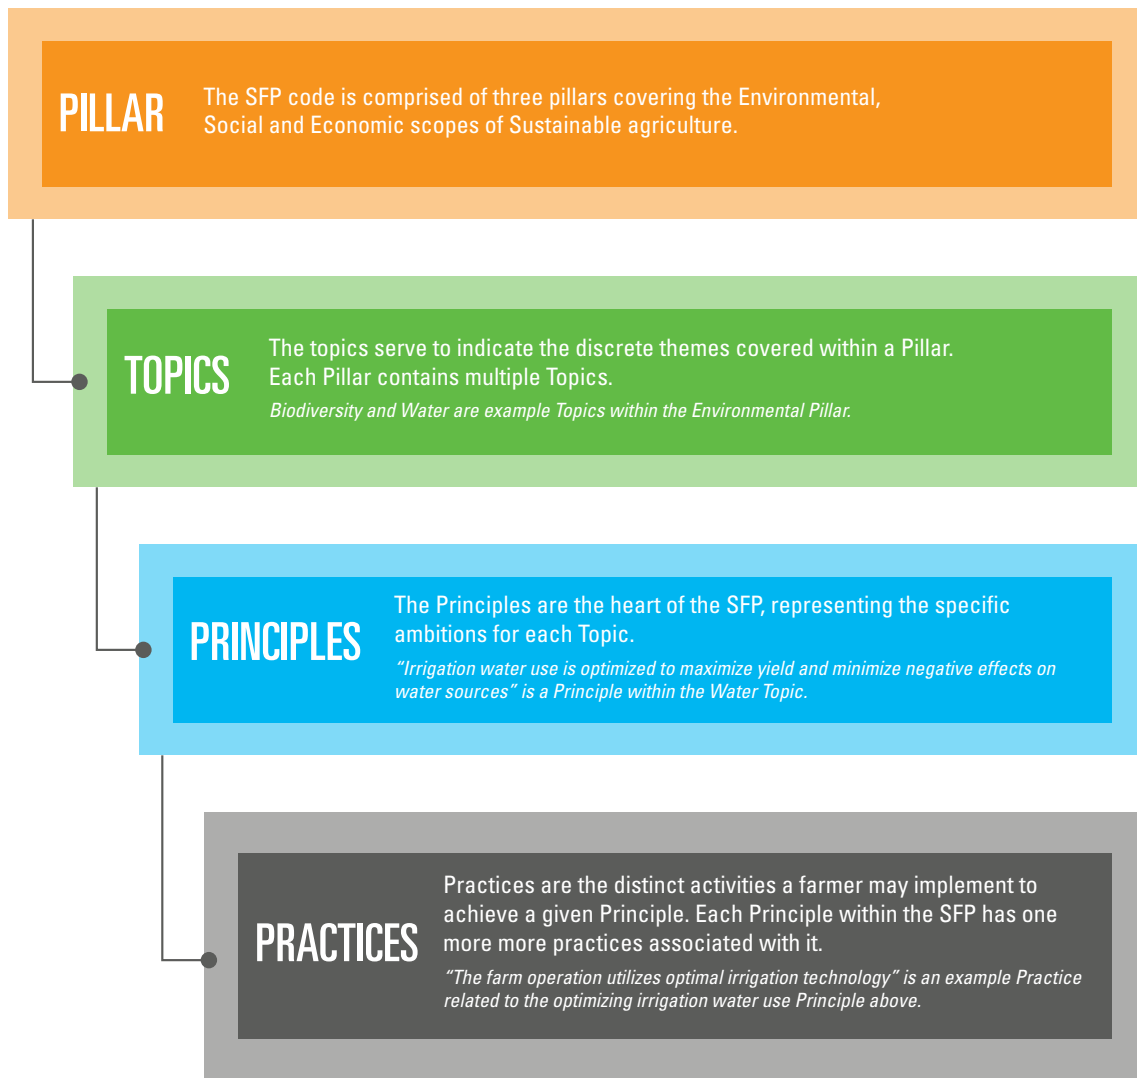 PILLAR
The SFP code is comprised of three pillars covering the Environmental,
Social and Economic scopes of Sustainable agriculture.
TOPICS
The topics serve to indicate the discrete themes covered within a Pillar.
Each Pillar contains multiple Topics.
Biodiversity and Water are example Topics within the Environmental Pillar.
PRINCIPLES
The Principles are the heart of the SFP, representing the specific
ambitions for each Topic.
“Irrigation water use is optimized to maximize yield and minimize negative effects on
water sources” is a Principle within the Water Topic.
PRACTICES
Practices are the distinct activities a farmer may implement to
achieve a given Principle. Each Principle within the SFP has one
more more practices associated with it.
“The farm operation utilizes optimal irrigation technology” is an example Practice
related to the optimizing irrigation water use Principle above.